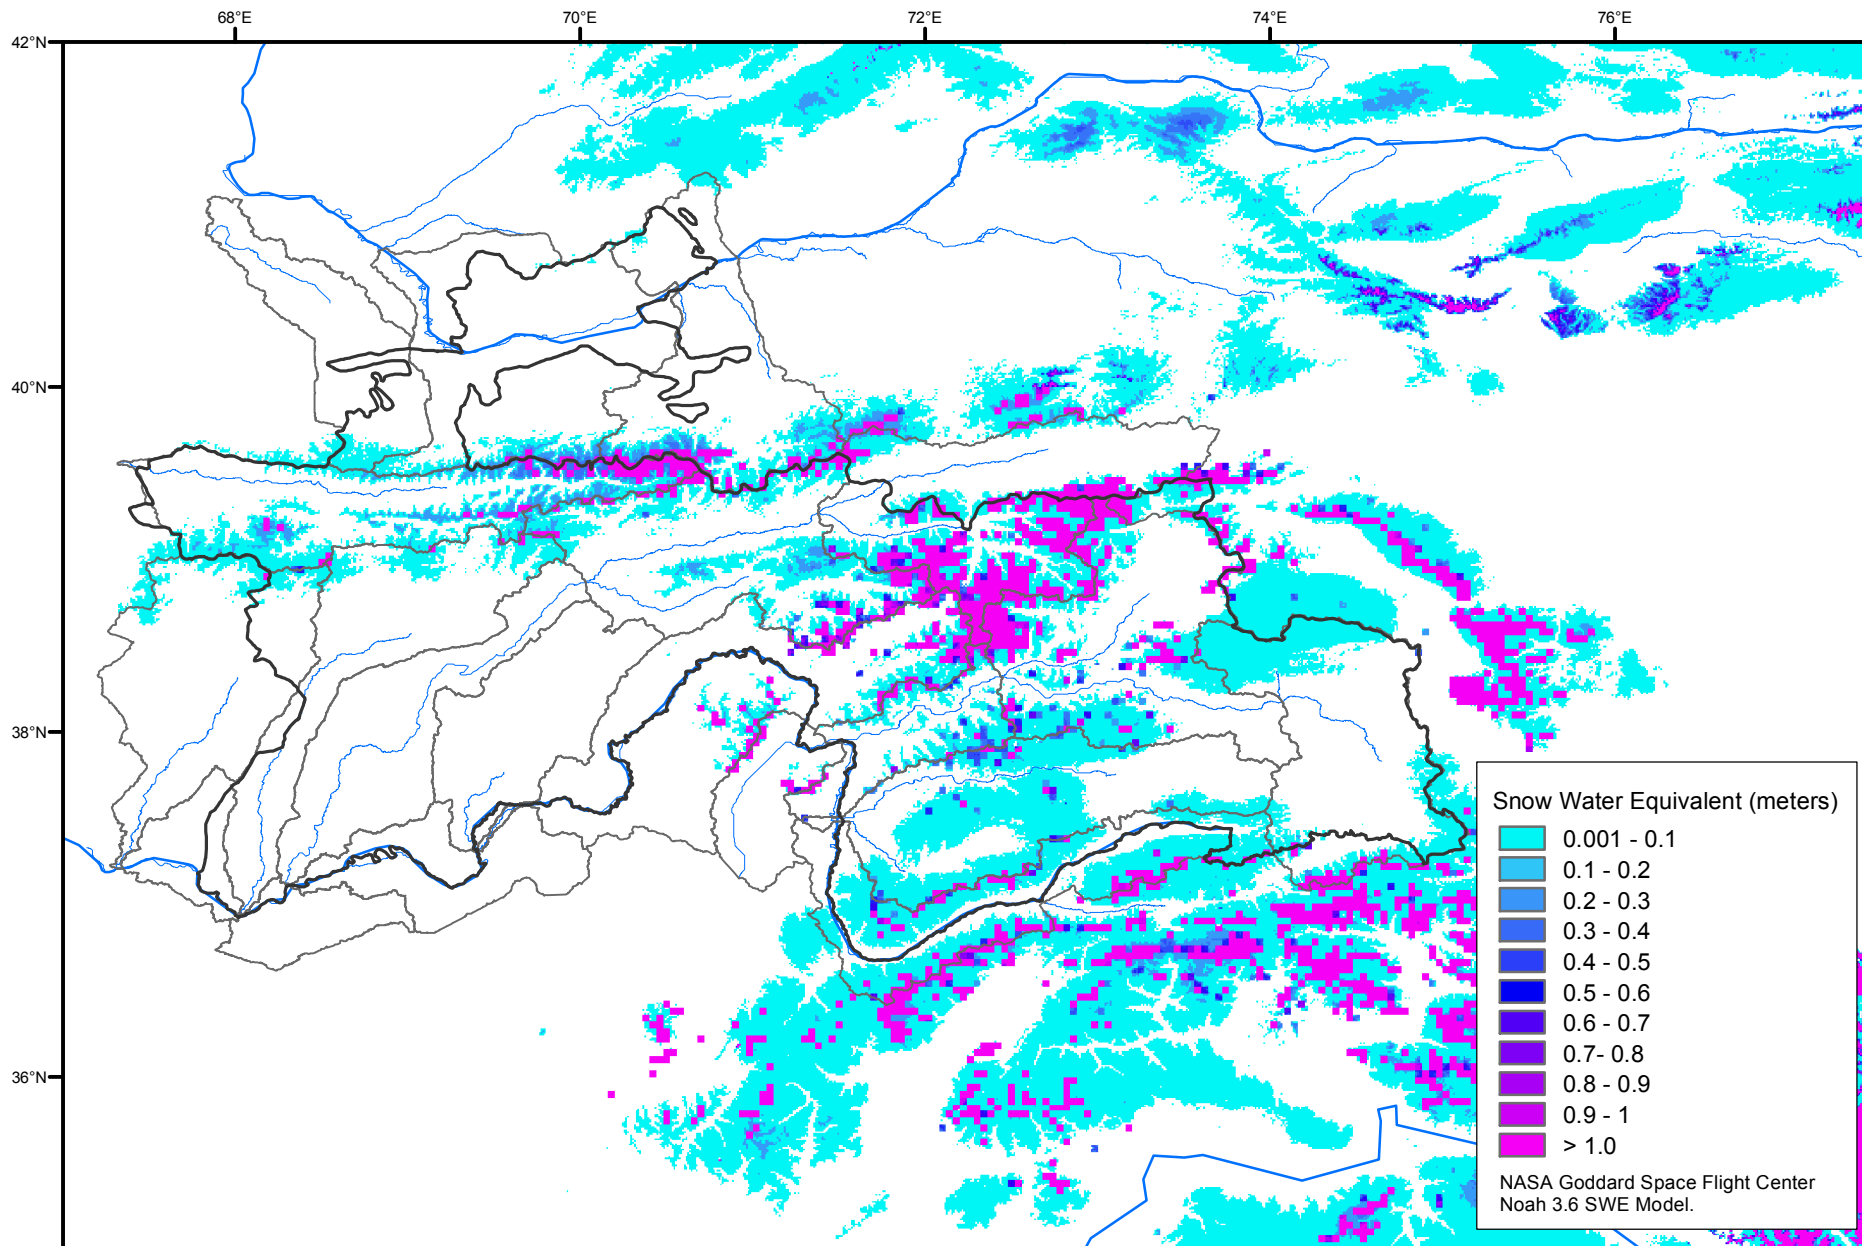 68°E
70°E
72°E
74°E
76°E
42°N
40°N
38°N
36°N
Snow Water Equivalent (meters)
0.001 - 0.1
0.1 - 0.2
0.2 - 0.3
0.3 - 0.4
0.4 - 0.5
0.5 - 0.6
0.6 - 0.7
0.7- 0.8
0.8 - 0.9
0.9 - 1
> 1.0
NASA Goddard Space Flight Center
Noah 3.6 SWE Model.